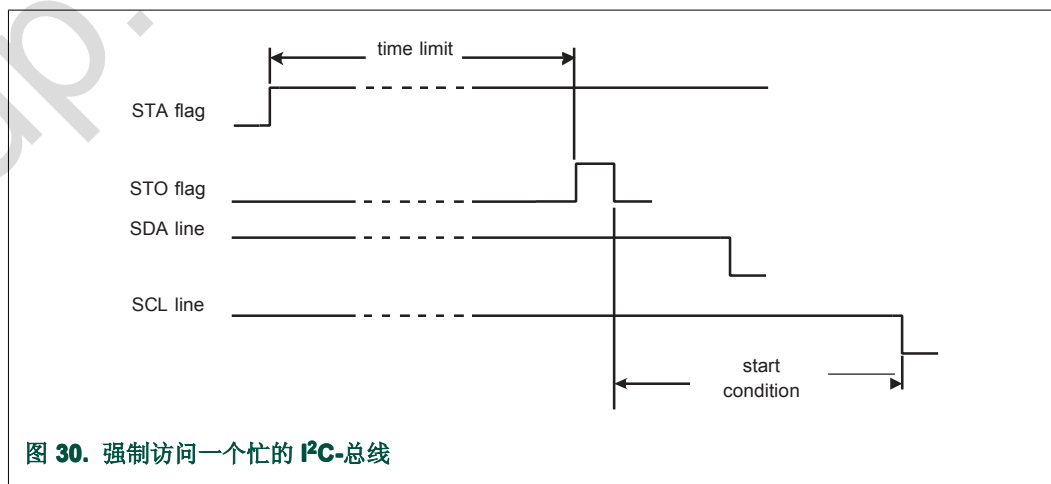 time limit
STA flag
STO flag
SDA line
SCL line
start
condition
图 30. 强制访问一个忙的 I²C-总线